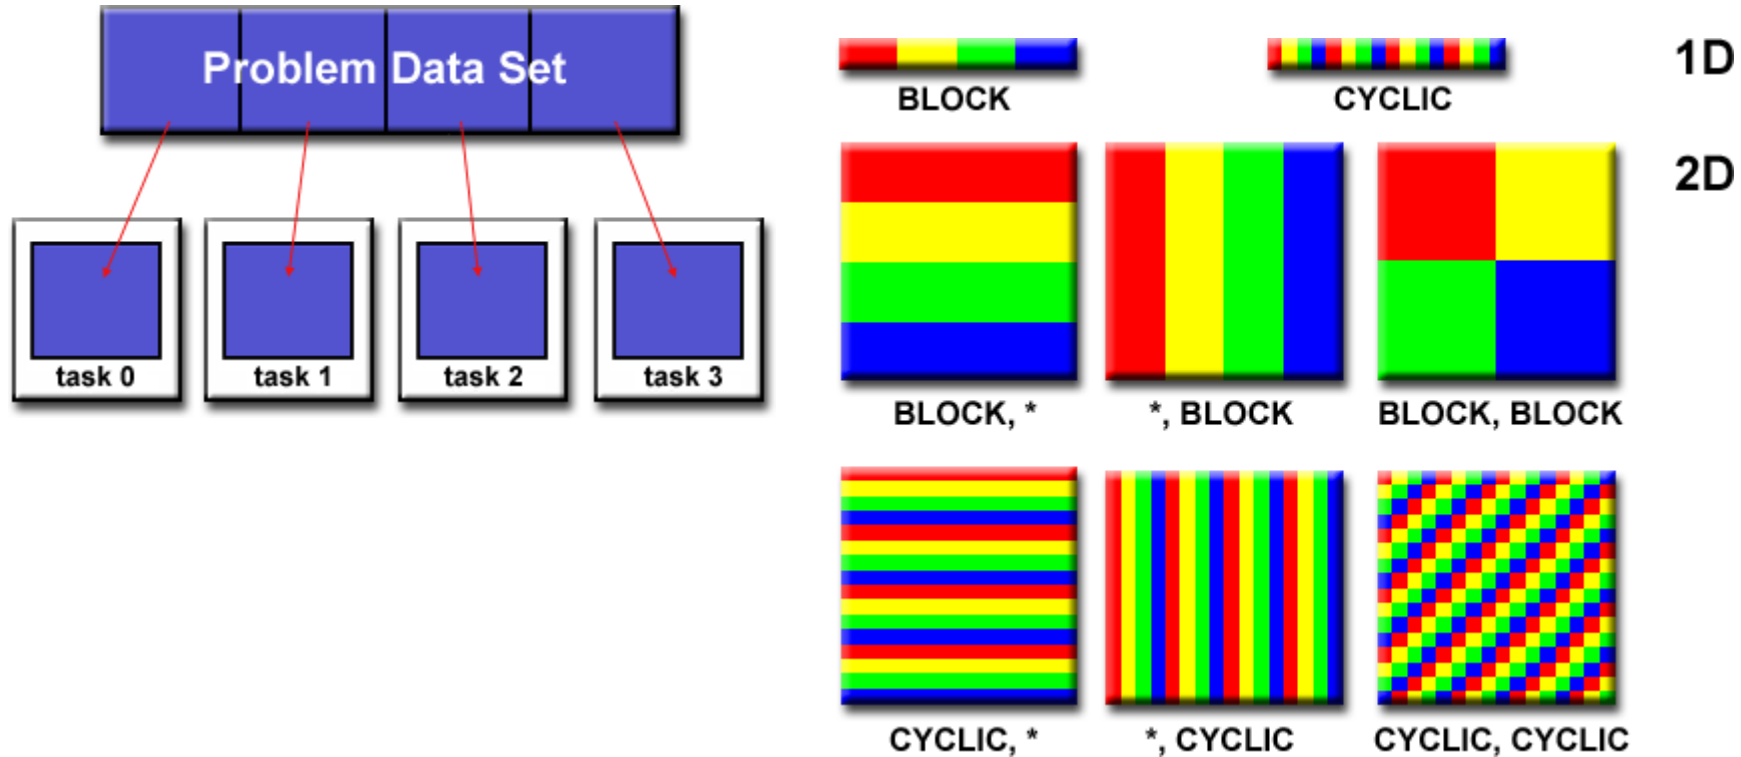 Problem Data Set
task 0
task 1
task 2
task 3
1D
BLOCK
CYCLIC
2D
BLOCK, *
*, BLOCK
BLOCK, BLOCK
CYCLIC, *
*, CYCLIC
CYCLIC, CYCLIC